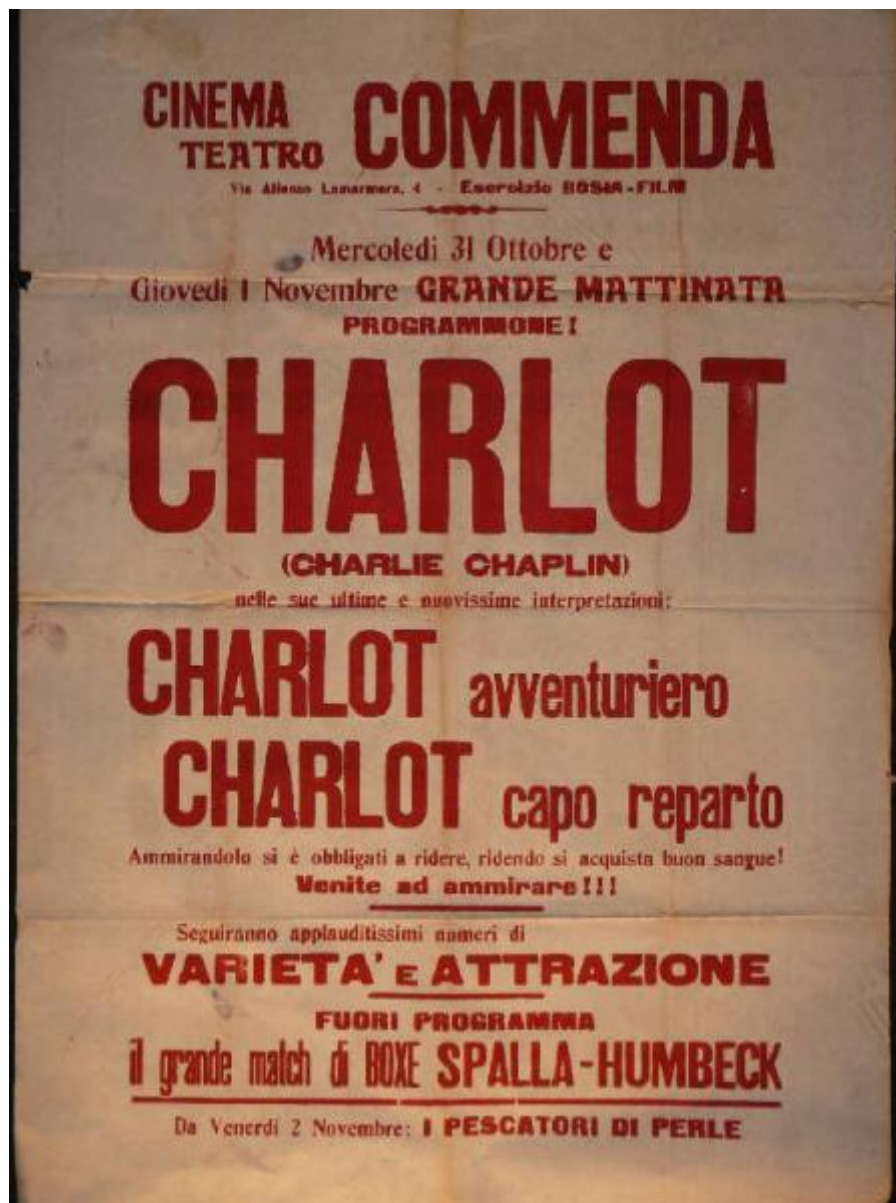 CINEMA
TEATRO COMMENDA
Via Alfonso Lamarmora, 4 - Esercizio BOSIA-FILM
Mercoledi 31 Ottobre e
Giovedi 1 Novembre GRANDE MATTINATA
PROGRAMMONE!
CHARLOT
(CHARLIE CHAPLIN)
nelle sue ultime e nuovissime interpretazioni:
CHARLOT avventuriero
CHARLOT capo reparto
Ammirandolo si è obbligati a ridere, ridendo si acquista buon sangue!
Venite ad ammirare!!!
Seguiranno applauditissimi numeri di
VARIETA' E ATTRAZIONE
FUORI PROGRAMMA
il grande match di BOXE SPALLA-HUMBECK
Da Venerdi 2 Novembre: I PESCATORI DI PERLE